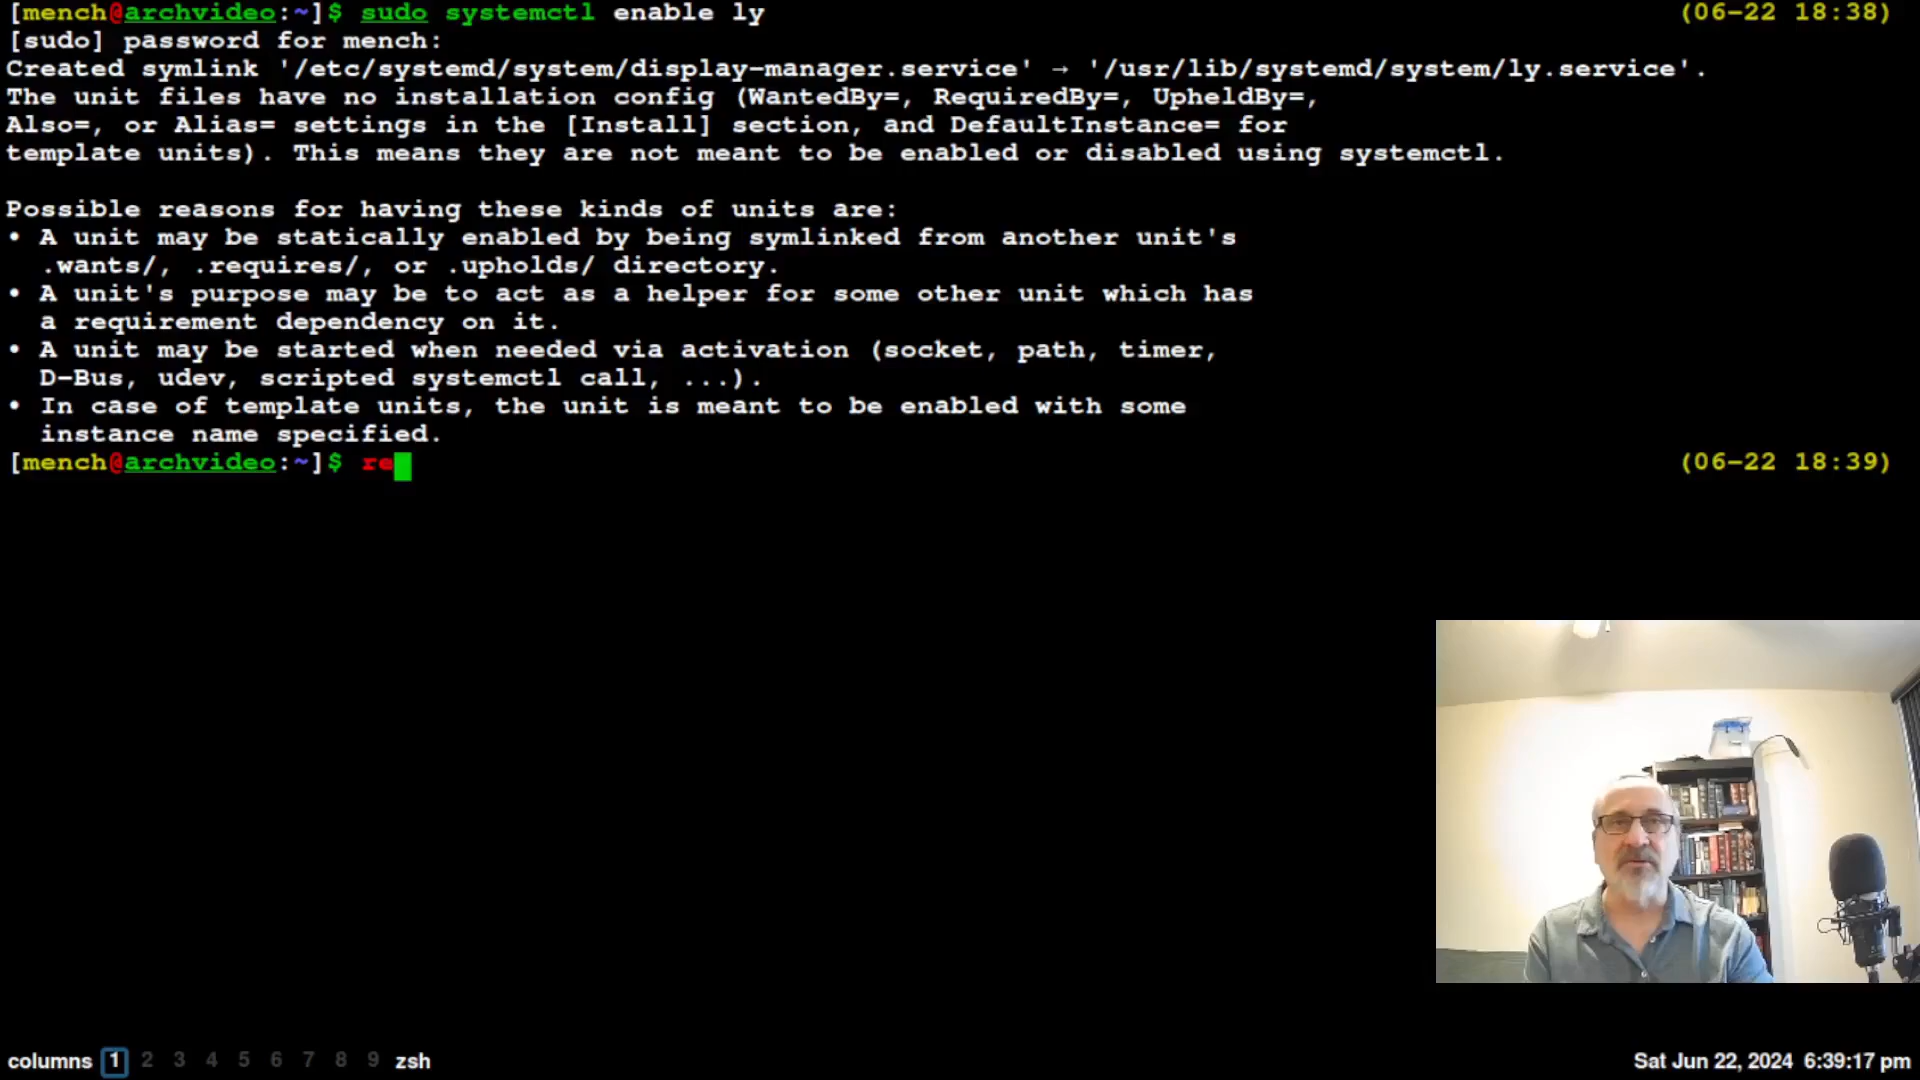 [mench@archvideo:~]$ sudo systemctl enable ly (06-22 18:38)
[sudo] password for mench:
Created symlink '/etc/systemd/system/display-manager.service' → '/usr/lib/systemd/system/ly.service'.
The unit files have no installation config (WantedBy=, RequiredBy=, UpheldBy=,
Also=, or Alias= settings in the [Install] section, and DefaultInstance= for
template units). This means they are not meant to be enabled or disabled using systemctl.
Possible reasons for having these kinds of units are:
• A unit may be statically enabled by being symlinked from another unit's
.wants/, .requires/, or .upholds/ directory.
• A unit's purpose may be to act as a helper for some other unit which has
a requirement dependency on it.
• A unit may be started when needed via activation (socket, path, timer,
D-Bus, udev, scripted systemctl call, ...).
• In case of template units, the unit is meant to be enabled with some
instance name specified.
[mench@archvideo:~]$ re (06-22 18:39)
columns 1 2 3 4 5 6 7 8 9 zsh Sat Jun 22, 2024 6:39:17 pm